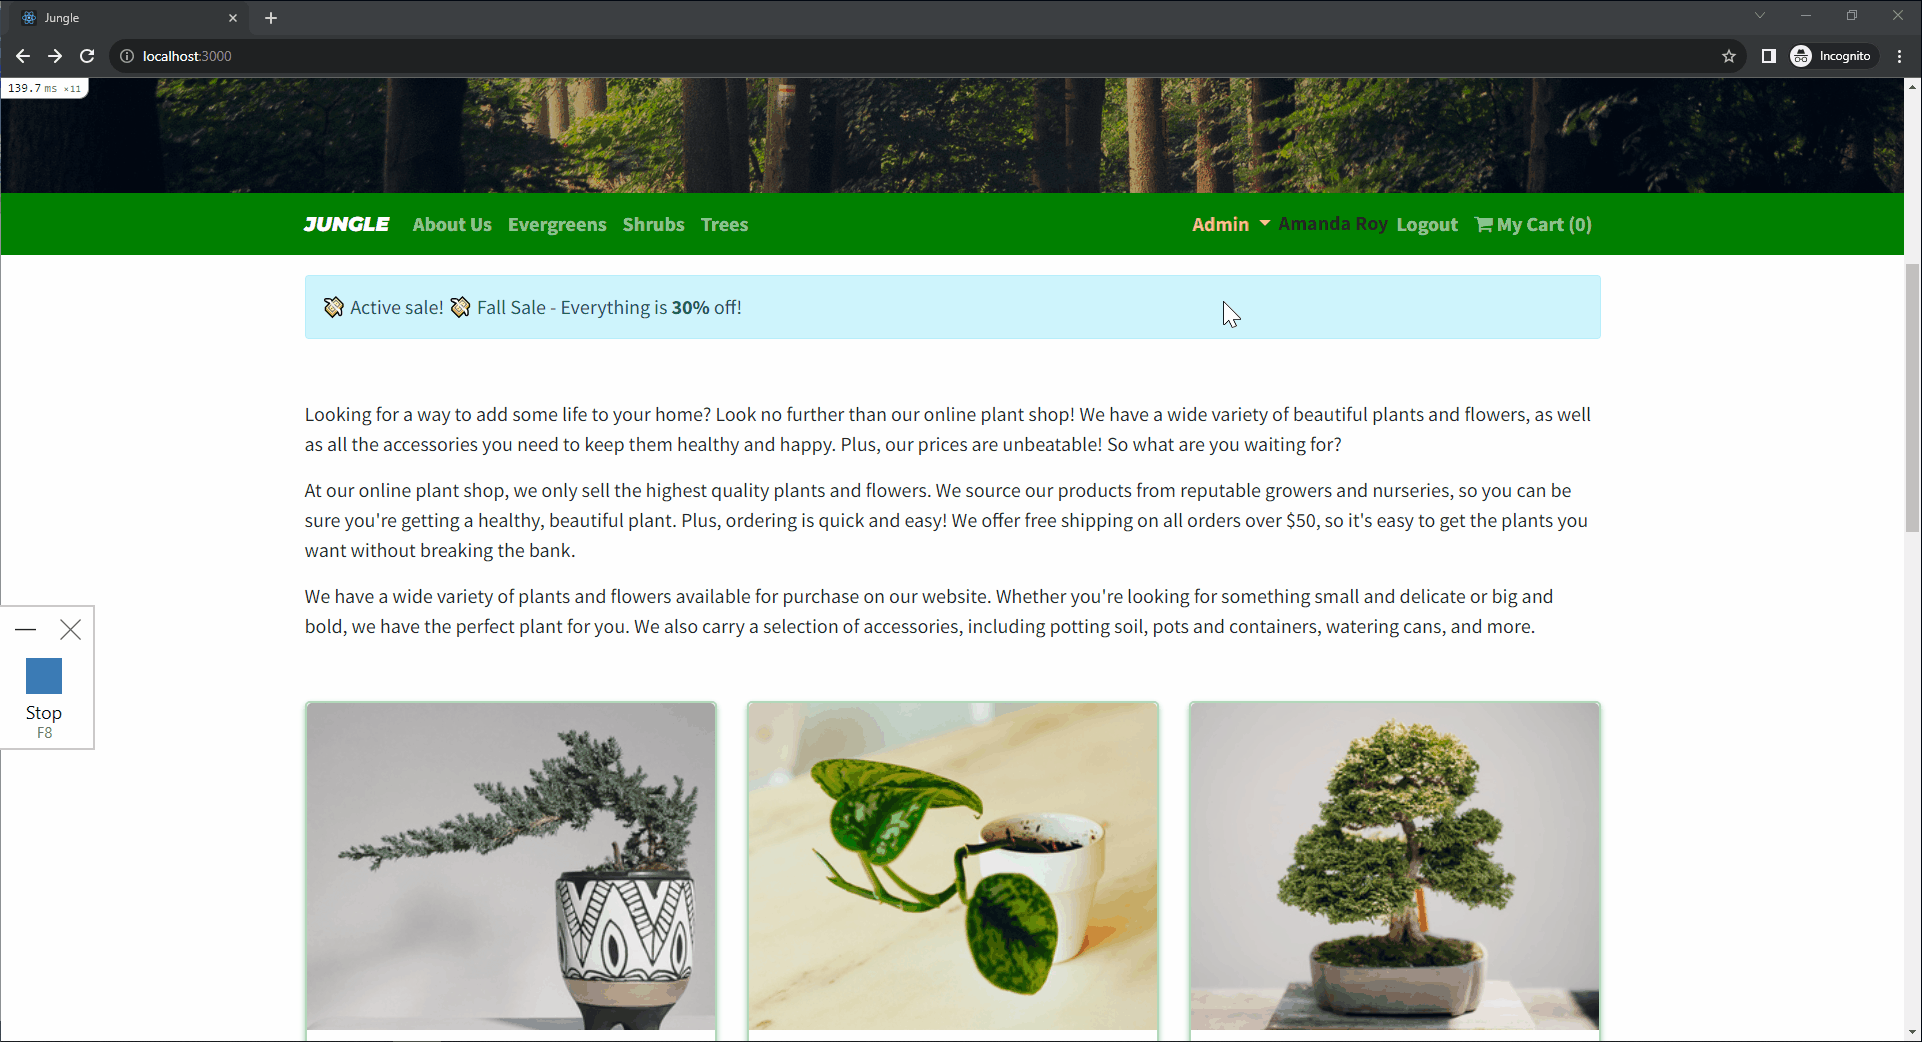 Jungle
localhost:3000
Incognito
139.7 ms ×11
JUNGLE About Us Evergreens Shrubs Trees Admin Amanda Roy Logout My Cart (0)
Active sale! Fall Sale - Everything is 30% off!
Looking for a way to add some life to your home? Look no further than our online plant shop! We have a wide variety of beautiful plants and flowers, as well
as all the accessories you need to keep them healthy and happy. Plus, our prices are unbeatable! So what are you waiting for?
At our online plant shop, we only sell the highest quality plants and flowers. We source our products from reputable growers and nurseries, so you can be
sure you're getting a healthy, beautiful plant. Plus, ordering is quick and easy! We offer free shipping on all orders over $50, so it's easy to get the plants you
want without breaking the bank.
We have a wide variety of plants and flowers available for purchase on our website. Whether you're looking for something small and delicate or big and
bold, we have the perfect plant for you. We also carry a selection of accessories, including potting soil, pots and containers, watering cans, and more.
Stop
F8